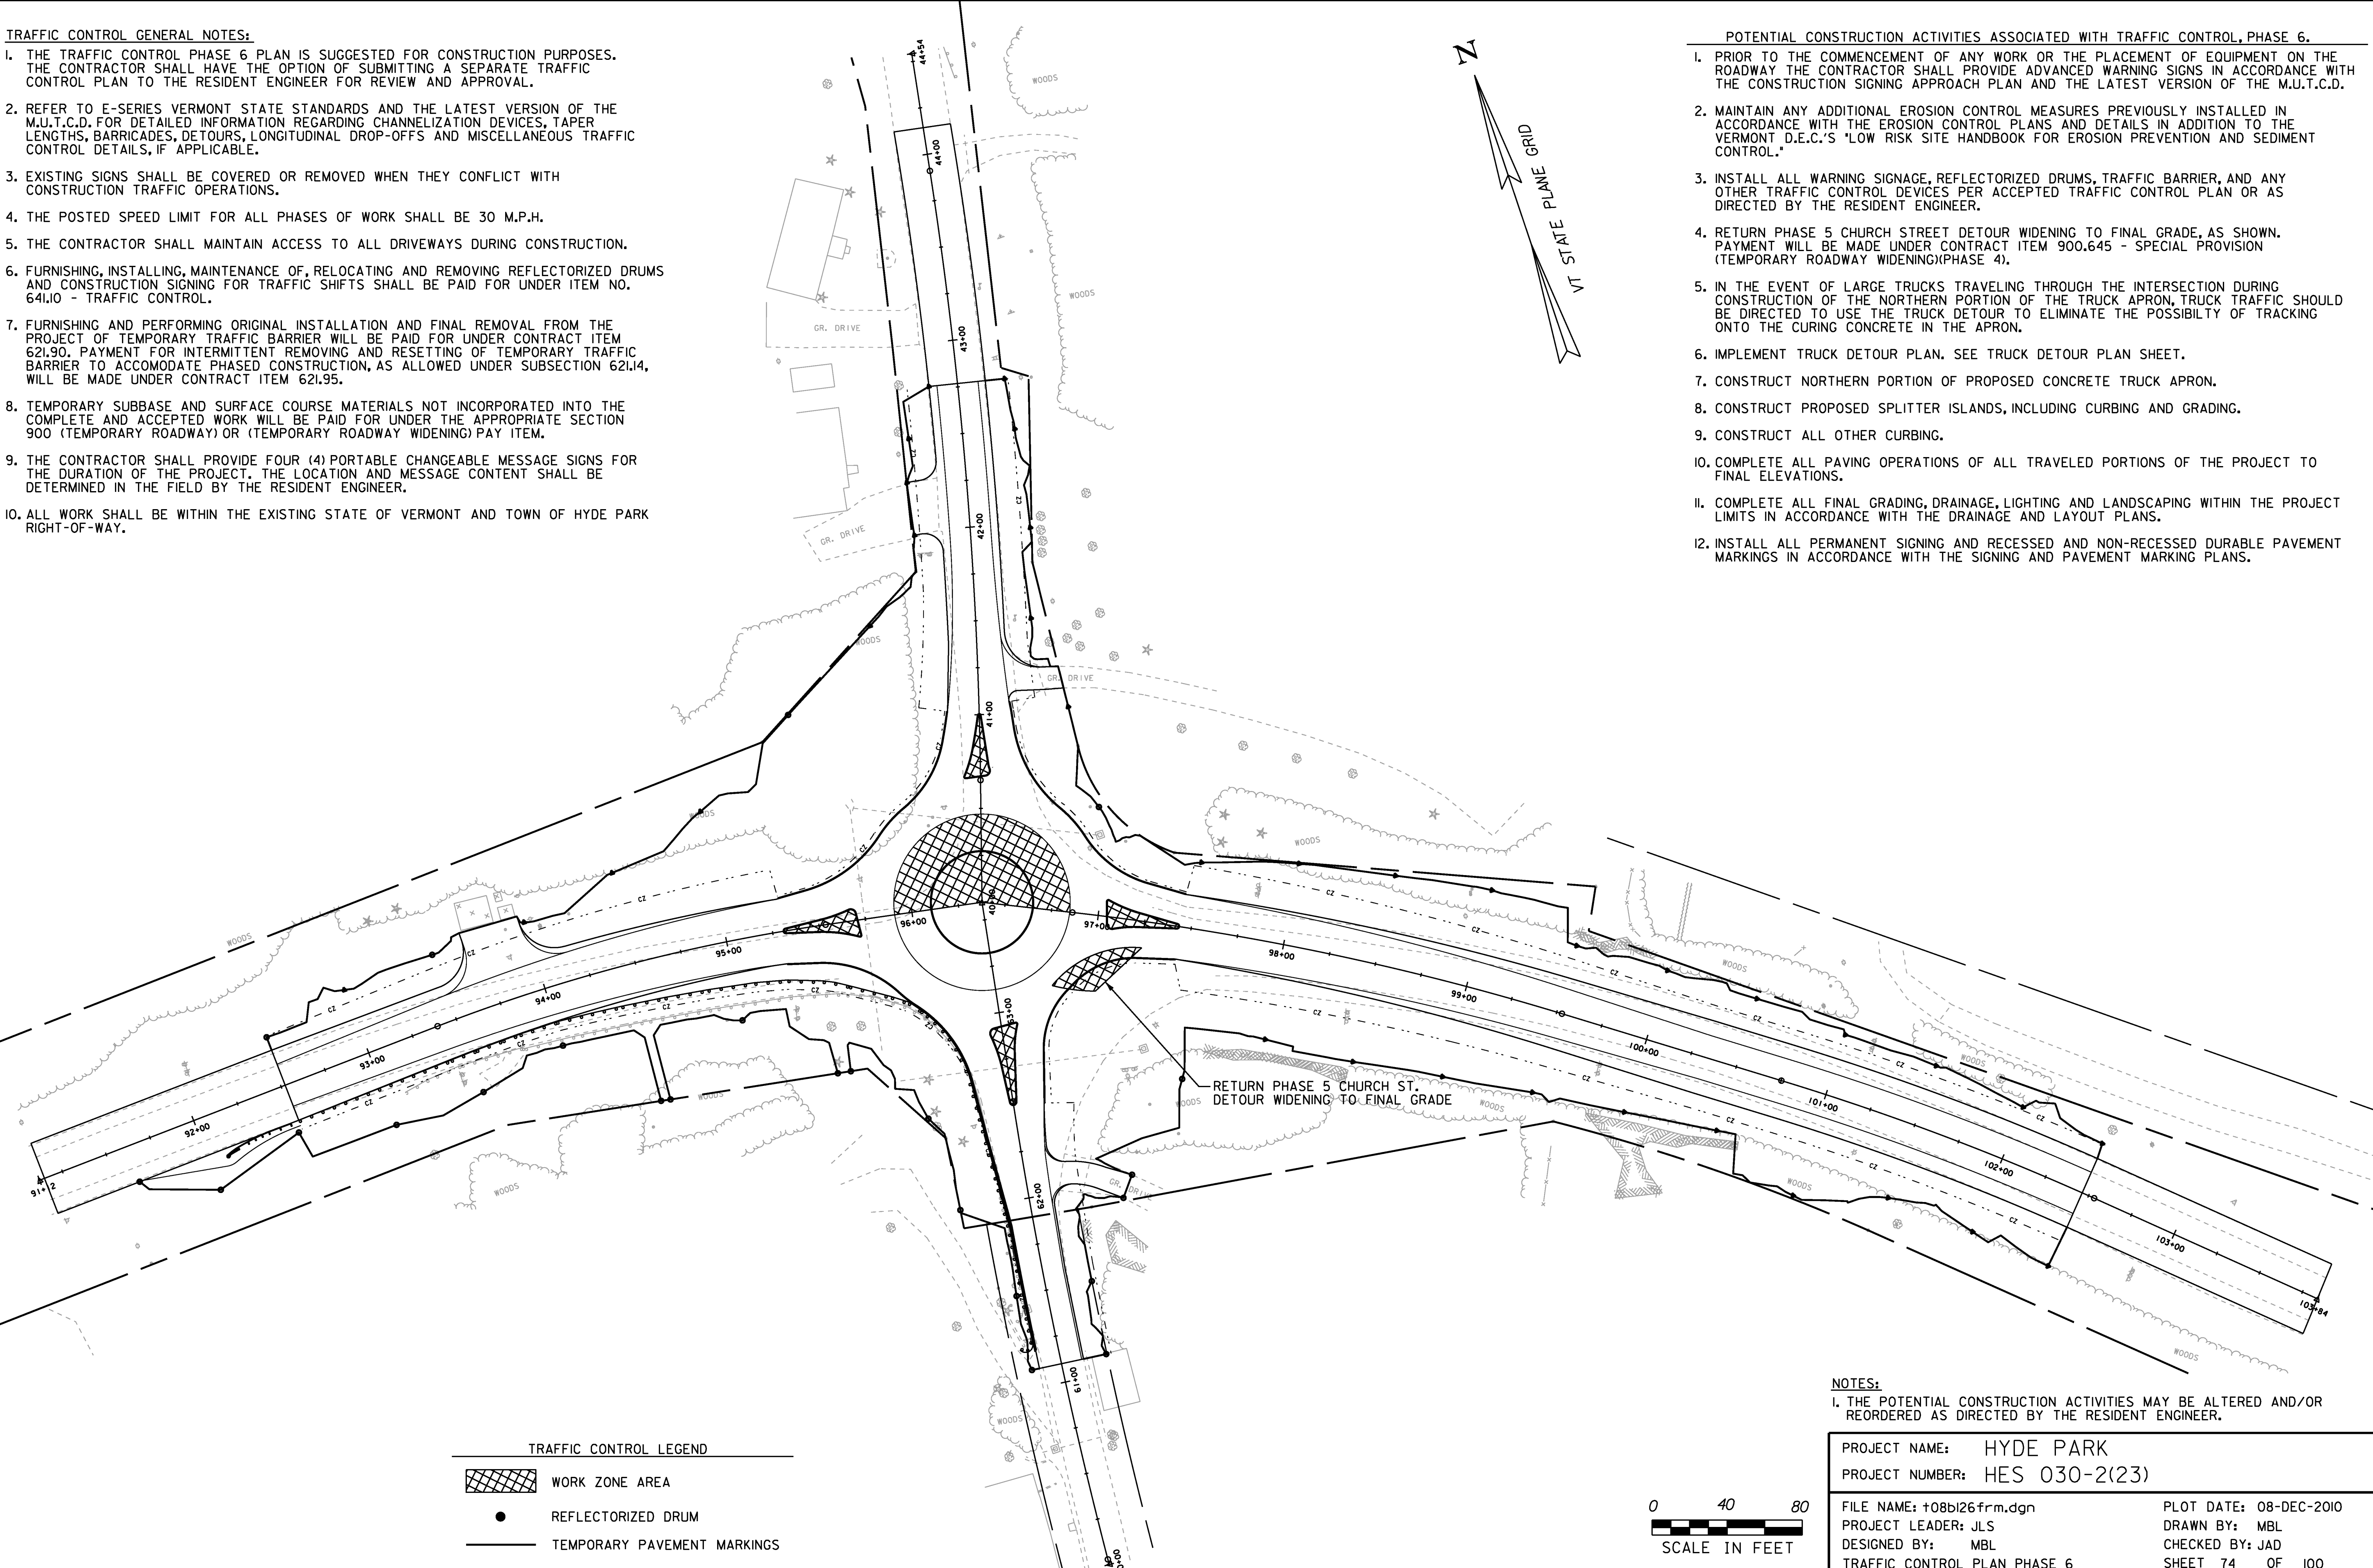 TRAFFIC CONTROL GENERAL NOTES:
1. THE TRAFFIC CONTROL PHASE 6 PLAN IS SUGGESTED FOR CONSTRUCTION PURPOSES.
THE CONTRACTOR SHALL HAVE THE OPTION OF SUBMITTING A SEPARATE TRAFFIC
CONTROL PLAN TO THE RESIDENT ENGINEER FOR REVIEW AND APPROVAL.
2. REFER TO E-SERIES VERMONT STATE STANDARDS AND THE LATEST VERSION OF THE
M.U.T.C.D. FOR DETAILED INFORMATION REGARDING CHANNELIZATION DEVICES, TAPER
LENGTHS, BARRICADES, DETOURS, LONGITUDINAL DROP-OFFS AND MISCELLANEOUS TRAFFIC
CONTROL DETAILS, IF APPLICABLE.
3. EXISTING SIGNS SHALL BE COVERED OR REMOVED WHEN THEY CONFLICT WITH
CONSTRUCTION TRAFFIC OPERATIONS.
4. THE POSTED SPEED LIMIT FOR ALL PHASES OF WORK SHALL BE 30 M.P.H.
5. THE CONTRACTOR SHALL MAINTAIN ACCESS TO ALL DRIVEWAYS DURING CONSTRUCTION.
6. FURNISHING, INSTALLING, MAINTENANCE OF, RELOCATING AND REMOVING REFLECTORIZED DRUMS
AND CONSTRUCTION SIGNING FOR TRAFFIC SHIFTS SHALL BE PAID FOR UNDER ITEM NO.
641.10 - TRAFFIC CONTROL.
7. FURNISHING AND PERFORMING ORIGINAL INSTALLATION AND FINAL REMOVAL FROM THE
PROJECT OF TEMPORARY TRAFFIC BARRIER WILL BE PAID FOR UNDER CONTRACT ITEM
621.90. PAYMENT FOR INTERMITTENT REMOVING AND RESETTING OF TEMPORARY TRAFFIC
BARRIER TO ACCOMODATE PHASED CONSTRUCTION, AS ALLOWED UNDER SUBSECTION 621.14,
WILL BE MADE UNDER CONTRACT ITEM 621.95.
8. TEMPORARY SUBBASE AND SURFACE COURSE MATERIALS NOT INCORPORATED INTO THE
COMPLETE AND ACCEPTED WORK WILL BE PAID FOR UNDER THE APPROPRIATE SECTION
900 (TEMPORARY ROADWAY) OR (TEMPORARY ROADWAY WIDENING) PAY ITEM.
9. THE CONTRACTOR SHALL PROVIDE FOUR (4) PORTABLE CHANGEABLE MESSAGE SIGNS FOR
THE DURATION OF THE PROJECT. THE LOCATION AND MESSAGE CONTENT SHALL BE
DETERMINED IN THE FIELD BY THE RESIDENT ENGINEER.
10. ALL WORK SHALL BE WITHIN THE EXISTING STATE OF VERMONT AND TOWN OF HYDE PARK
RIGHT-OF-WAY.
POTENTIAL CONSTRUCTION ACTIVITIES ASSOCIATED WITH TRAFFIC CONTROL, PHASE 6.
1. PRIOR TO THE COMMENCEMENT OF ANY WORK OR THE PLACEMENT OF EQUIPMENT ON THE
ROADWAY THE CONTRACTOR SHALL PROVIDE ADVANCED WARNING SIGNS IN ACCORDANCE WITH
THE CONSTRUCTION SIGNING APPROACH PLAN AND THE LATEST VERSION OF THE M.U.T.C.D.
2. MAINTAIN ANY ADDITIONAL EROSION CONTROL MEASURES PREVIOUSLY INSTALLED IN
ACCORDANCE WITH THE EROSION CONTROL PLANS AND DETAILS IN ADDITION TO THE
VERMONT D.E.C.'S "LOW RISK SITE HANDBOOK FOR EROSION PREVENTION AND SEDIMENT
CONTROL."
3. INSTALL ALL WARNING SIGNAGE, REFLECTORIZED DRUMS, TRAFFIC BARRIER, AND ANY
OTHER TRAFFIC CONTROL DEVICES PER ACCEPTED TRAFFIC CONTROL PLAN OR AS
DIRECTED BY THE RESIDENT ENGINEER.
4. RETURN PHASE 5 CHURCH STREET DETOUR WIDENING TO FINAL GRADE, AS SHOWN.
PAYMENT WILL BE MADE UNDER CONTRACT ITEM 900.645 - SPECIAL PROVISION
(TEMPORARY ROADWAY WIDENING)(PHASE 4).
5. IN THE EVENT OF LARGE TRUCKS TRAVELING THROUGH THE INTERSECTION DURING
CONSTRUCTION OF THE NORTHERN PORTION OF THE TRUCK APRON, TRUCK TRAFFIC SHOULD
BE DIRECTED TO USE THE TRUCK DETOUR TO ELIMINATE THE POSSIBILTY OF TRACKING
ONTO THE CURING CONCRETE IN THE APRON.
6. IMPLEMENT TRUCK DETOUR PLAN. SEE TRUCK DETOUR PLAN SHEET.
7. CONSTRUCT NORTHERN PORTION OF PROPOSED CONCRETE TRUCK APRON.
8. CONSTRUCT PROPOSED SPLITTER ISLANDS, INCLUDING CURBING AND GRADING.
9. CONSTRUCT ALL OTHER CURBING.
10. COMPLETE ALL PAVING OPERATIONS OF ALL TRAVELED PORTIONS OF THE PROJECT TO
FINAL ELEVATIONS.
11. COMPLETE ALL FINAL GRADING, DRAINAGE, LIGHTING AND LANDSCAPING WITHIN THE PROJECT
LIMITS IN ACCORDANCE WITH THE DRAINAGE AND LAYOUT PLANS.
12. INSTALL ALL PERMANENT SIGNING AND RECESSED AND NON-RECESSED DURABLE PAVEMENT
MARKINGS IN ACCORDANCE WITH THE SIGNING AND PAVEMENT MARKING PLANS.
N
VT STATE PLANE GRID
44+54
WOODS
44+00
WOODS
GR. DRIVE
43+00
CZ
CZ
42+00
GR. DRIVE
WOODS
GR. DRIVE
41+00
CZ
WOODS
CZ
WOODS
CZ
CZ
CZ
WOODS
CZ
40+00
96+00
97+00
95+00
98+00
CZ
WOODS
CZ
94+00
CZ
99+00
CZ
63+00
CZ
CZ
CZ
93+00
CZ
100+00
WOODS
CZ
RETURN PHASE 5 CHURCH ST.
DETOUR WIDENING TO FINAL GRADE
WOODS
WOODS
WOODS
CZ
101+00
CZ
92+00
CZ
CZ
102+00
WOODS
WOODS
91+12
GR. DRIVE
62+00
CZ
CZ
103+00
103+84
WOODS
61+00
WOODS
TRAFFIC CONTROL LEGEND
WORK ZONE AREA
REFLECTORIZED DRUM
TEMPORARY PAVEMENT MARKINGS
0 40 80
SCALE IN FEET
NOTES:
1. THE POTENTIAL CONSTRUCTION ACTIVITIES MAY BE ALTERED AND/OR
REORDERED AS DIRECTED BY THE RESIDENT ENGINEER.
PROJECT NAME: HYDE PARK
PROJECT NUMBER: HES 030-2(23)
FILE NAME: t08b126frm.dgn PLOT DATE: 08-DEC-2010
PROJECT LEADER: JLS DRAWN BY: MBL
DESIGNED BY: MBL CHECKED BY: JAD
TRAFFIC CONTROL PLAN PHASE 6 SHEET 74 OF 100